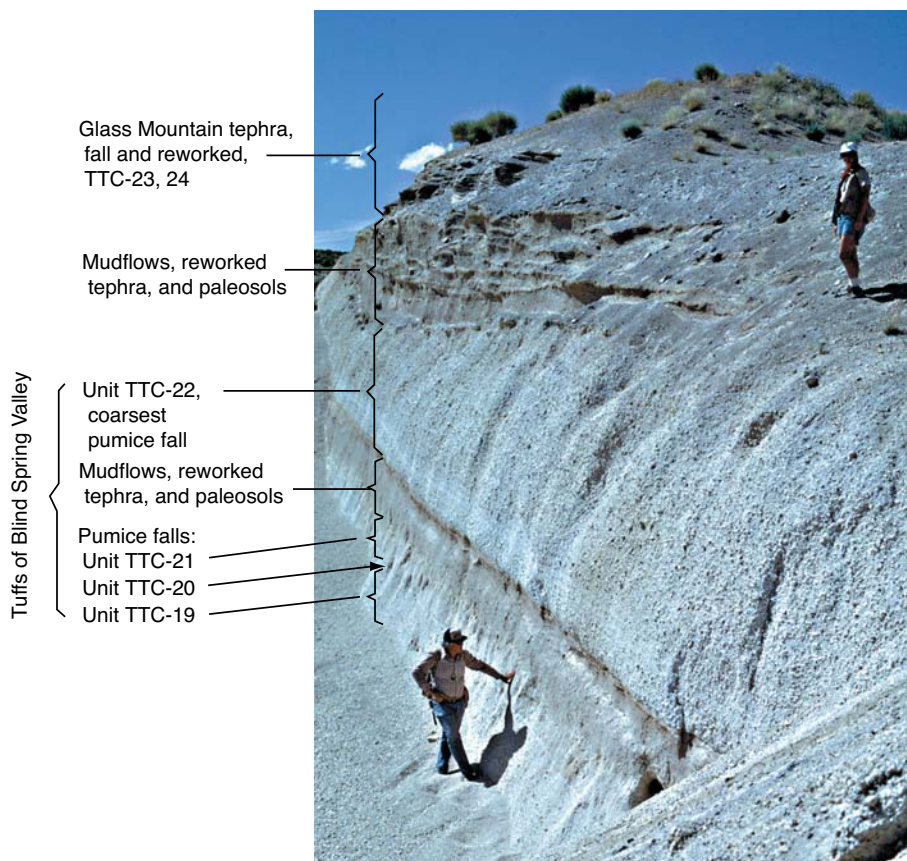 Glass Mountain tephra,
fall and reworked,
TTC-23, 24
Mudflows, reworked
tephra, and paleosols
Tuffs of Blind Spring Valley
Unit TTC-22,
coarsest
pumice fall
Mudflows, reworked
tephra, and paleosols
Pumice falls:
Unit TTC-21
Unit TTC-20
Unit TTC-19